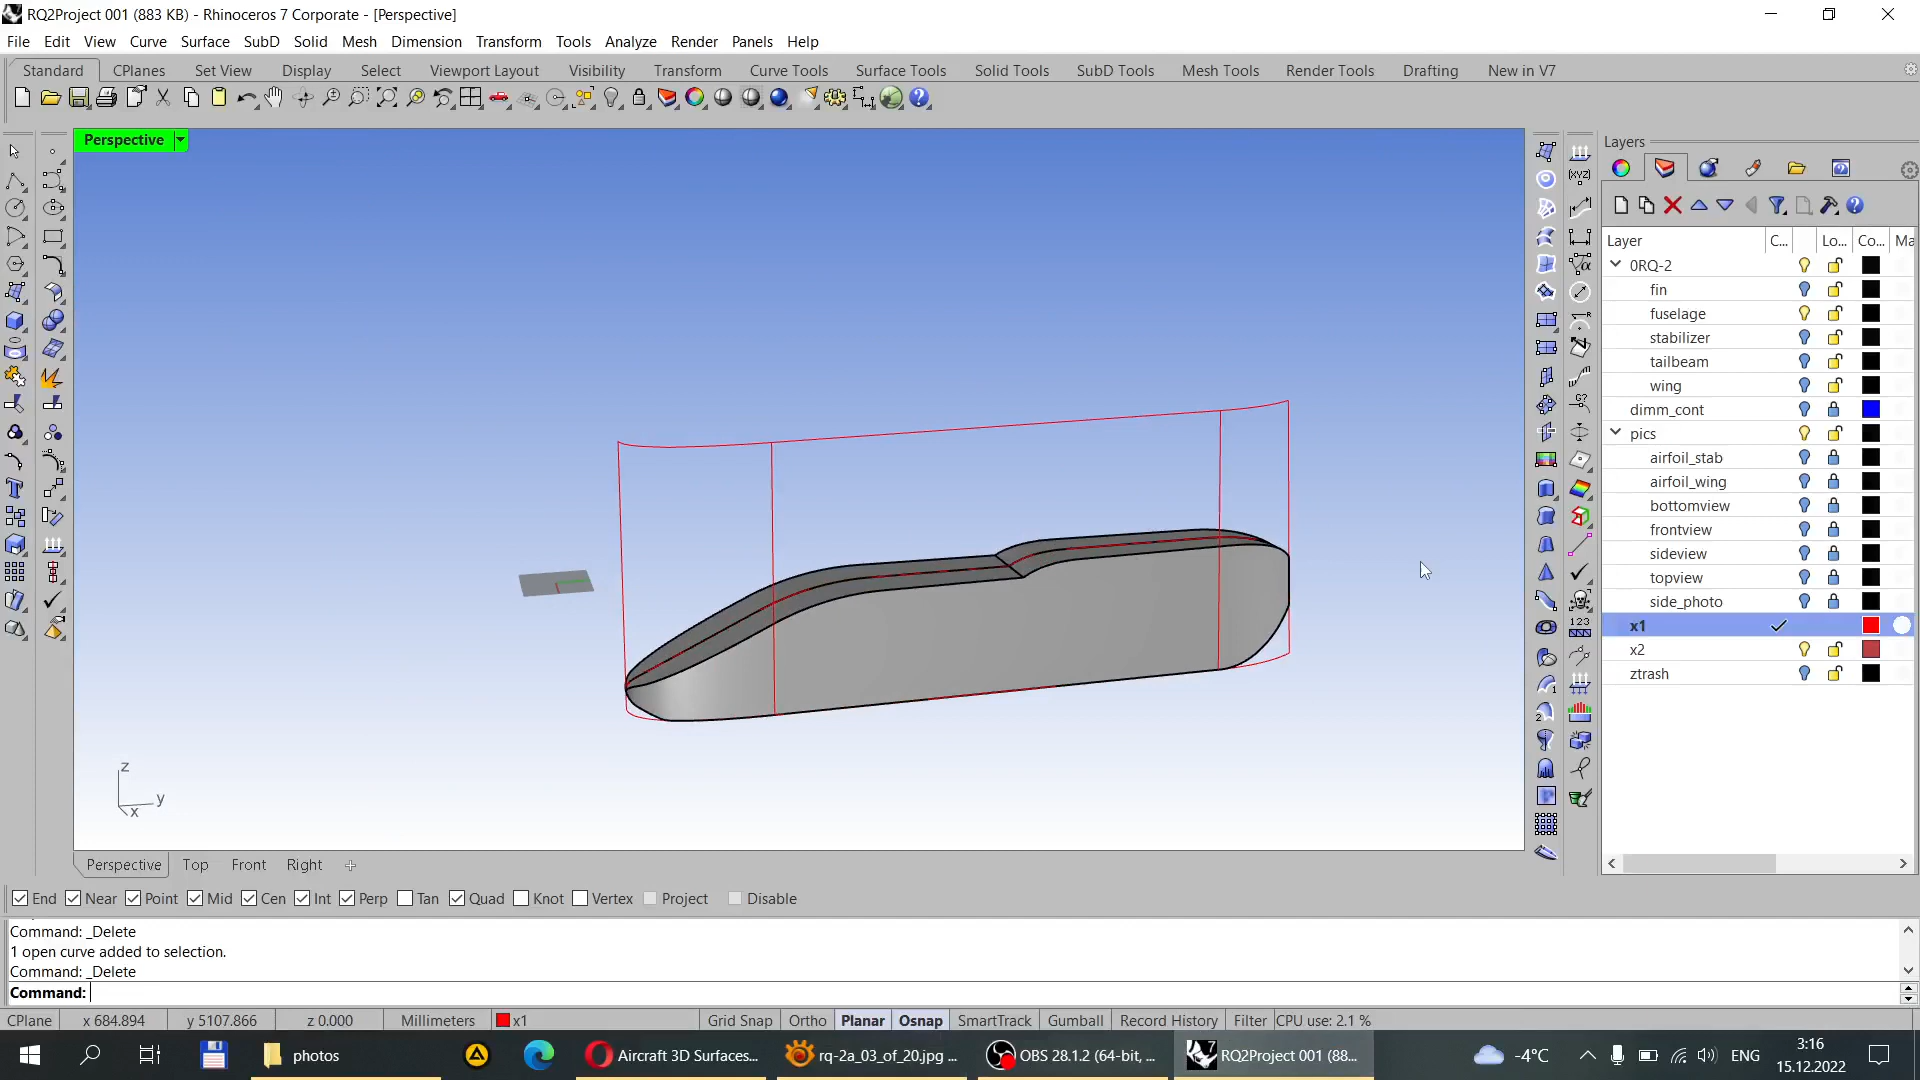 RQ2Project 001 (883 KB) - Rhinoceros 7 Corporate - [Perspective]
File Edit View Curve Surface SubD Solid Mesh Dimension Transform Tools Analyze Render Panels Help
Standard CPlanes Set View Display Select Viewport Layout Visibility Transform Curve Tools Surface Tools Solid Tools SubD Tools Mesh Tools Render Tools Drafting New in V7
Perspective
Layers
Layer C... Lo... Co... Ma
0RQ-2
fin
fuselage
stabilizer
tailbeam
wing
dimm_cont
pics
airfoil_stab
airfoil_wing
bottomview
frontview
sideview
topview
side_photo
x1
x2
ztrash
z
y
x
Perspective Top Front Right
End Near Point Mid Cen Int Perp Tan Quad Knot Vertex Project Disable
Command: _Delete
1 open curve added to selection.
Command: _Delete
Command:
CPlane x 684.894 y 5107.866 z 0.000 Millimeters x1 Grid Snap Ortho Planar Osnap SmartTrack Gumball Record History Filter CPU use: 2.1 %
photos Aircraft 3D Surfaces... rq-2a_03_of_20.jpg ... OBS 28.1.2 (64-bit, ... RQ2Project 001 (88... -4°C ENG 3:16
15.12.2022